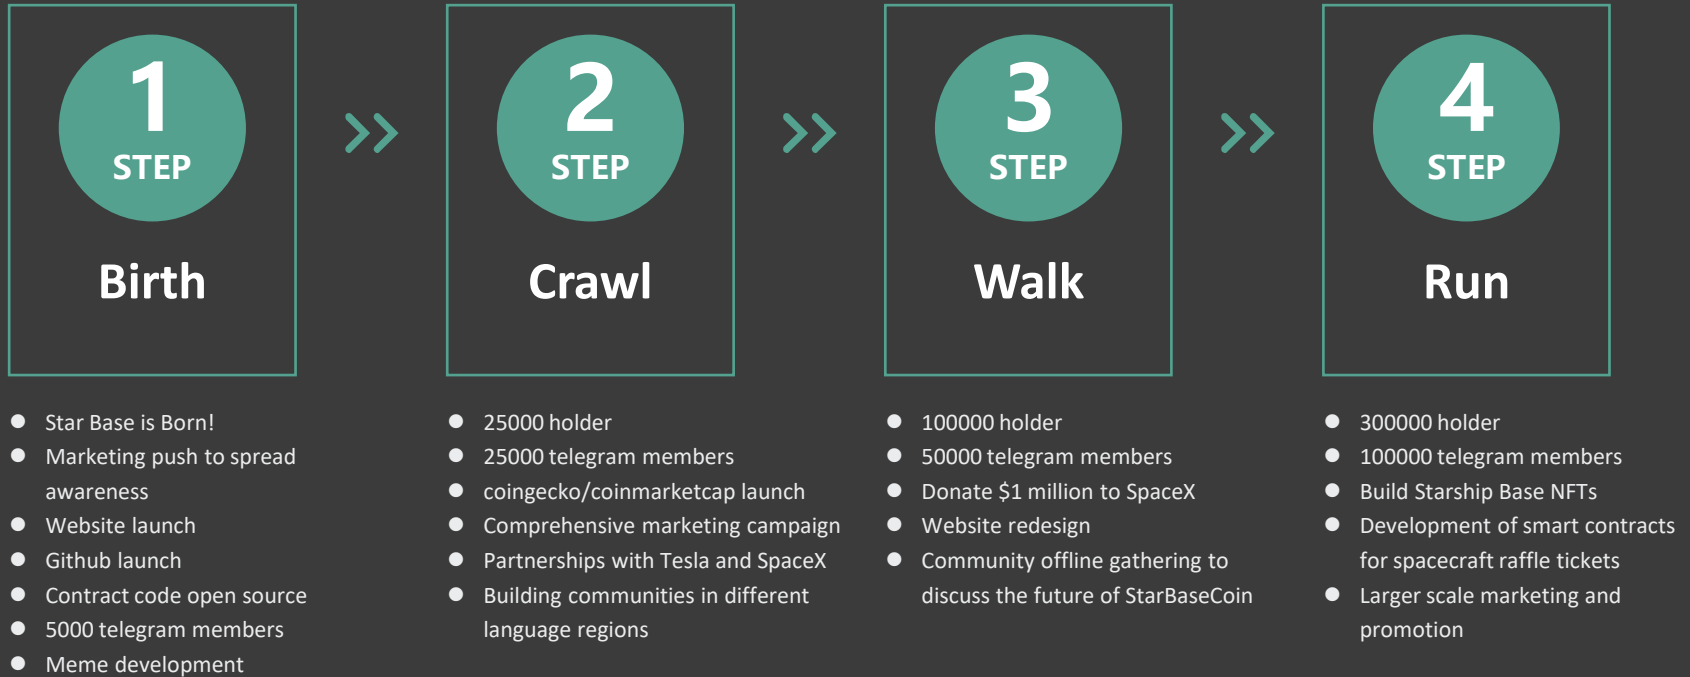 1
STEP
Birth
Star Base is Born!
Marketing push to spread
awareness
Website launch
Github launch
Contract code open source
5000 telegram members
Meme development
2
STEP
Crawl
25000 holder
25000 telegram members
coingecko/coinmarketcap launch
Comprehensive marketing campaign
Partnerships with Tesla and SpaceX
Building communities in different
language regions
3
STEP
Walk
100000 holder
50000 telegram members
Donate $1 million to SpaceX
Website redesign
Community offline gathering to
discuss the future of StarBaseCoin
4
STEP
Run
300000 holder
100000 telegram members
Build Starship Base NFTs
Development of smart contracts
for spacecraft raffle tickets
Larger scale marketing and
promotion